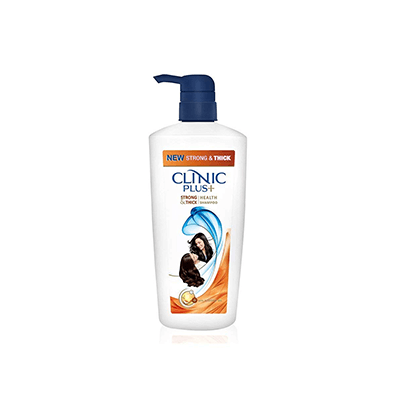 NEW STRONG & THICK
CLINIC
PLUS+
STRONG HEALTH
& THICK SHAMPOO